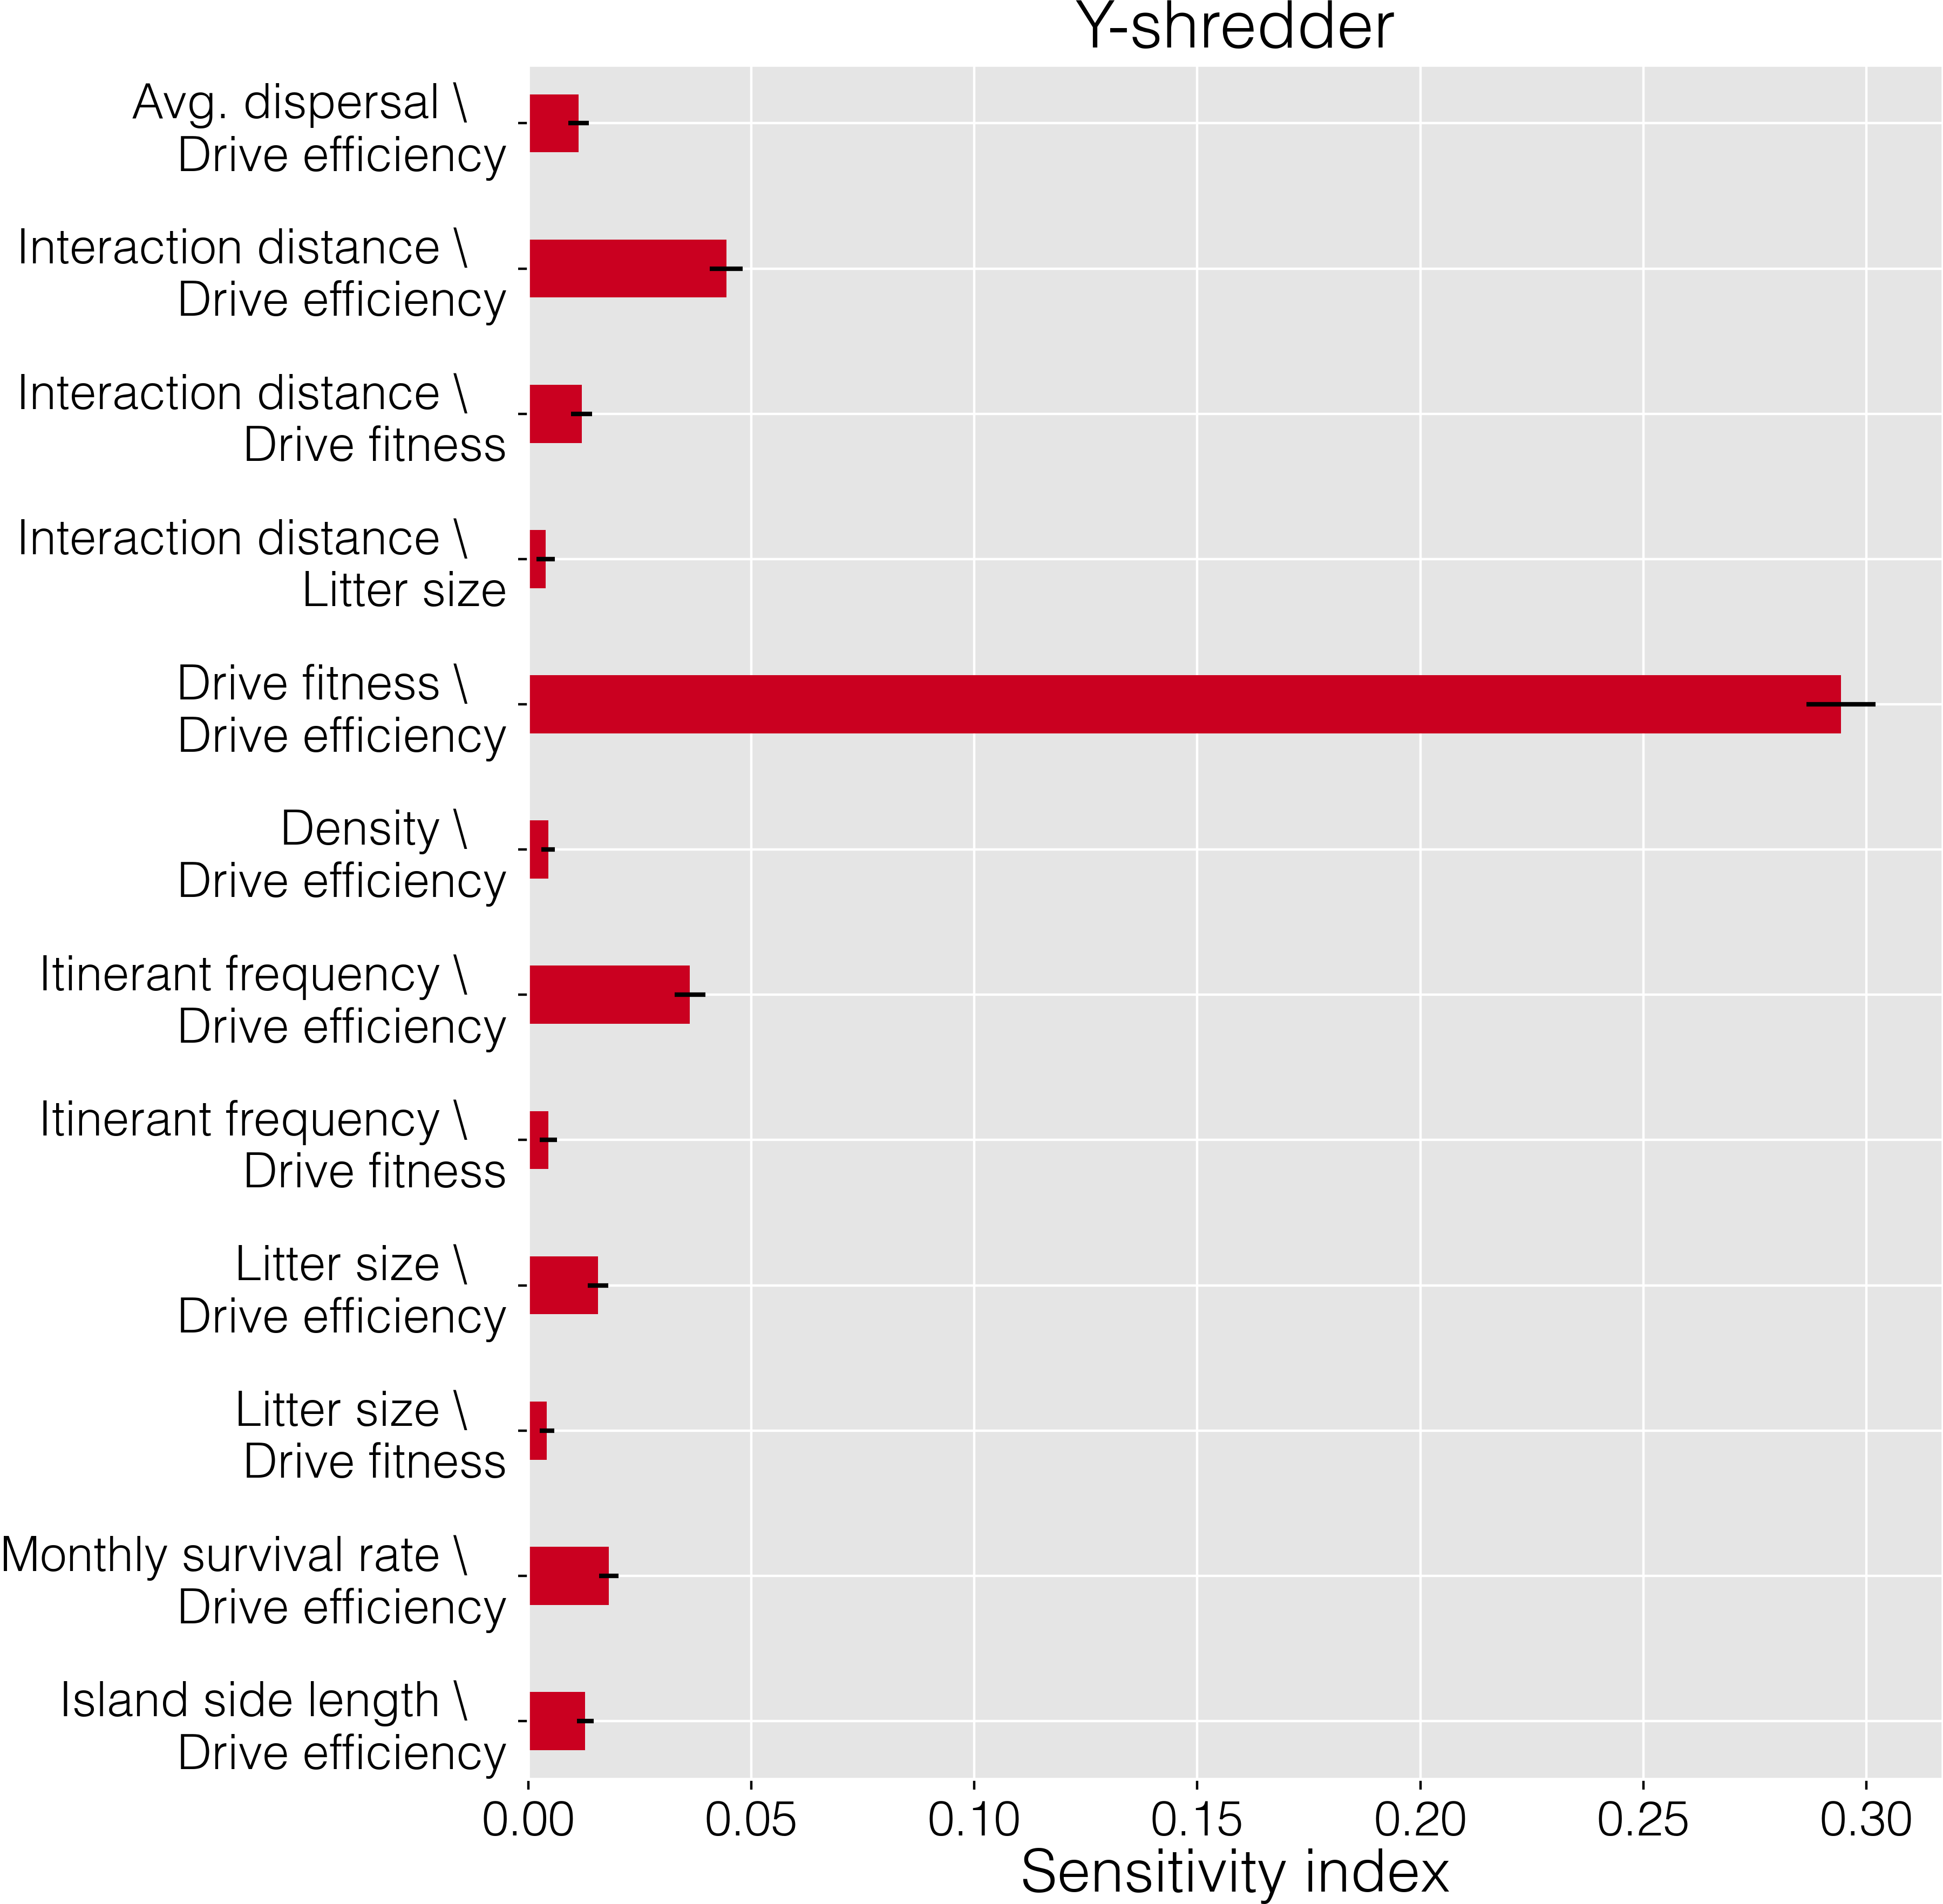 Y-shredder
Avg. dispersal \
Drive efficiency
Interaction distance \
Drive efficiency
Interaction distance \
Drive fitness
Interaction distance \
Litter size
Drive fitness \
Drive efficiency
Density \
Drive efficiency
Itinerant frequency \
Drive efficiency
Itinerant frequency \
Drive fitness
Litter size \
Drive efficiency
Litter size \
Drive fitness
Monthly survival rate \
Drive efficiency
Island side length \
Drive efficiency
0.00 0.05 0.10 0.15 0.20 0.25 0.30
Sensitivity index